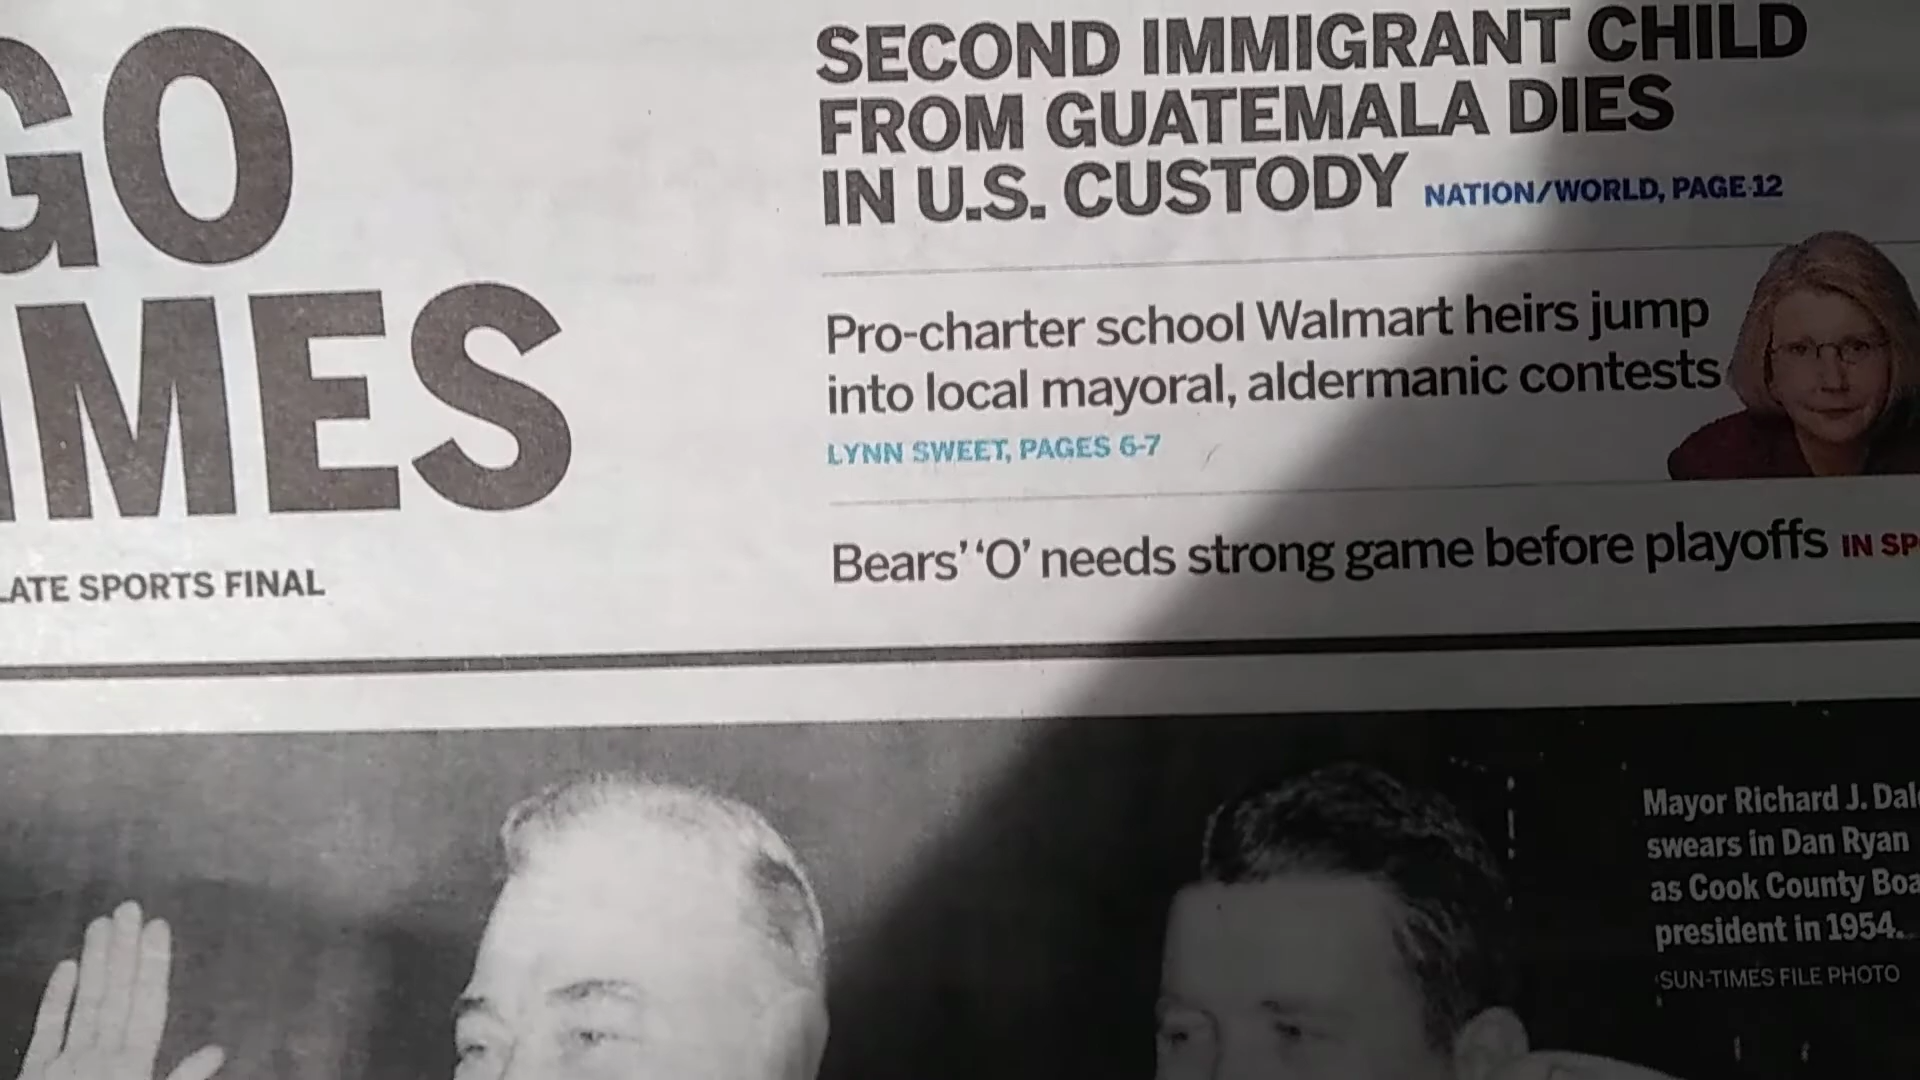 GO
IMES
LATE SPORTS FINAL
SECOND IMMIGRANT CHILD
FROM GUATEMALA DIES
IN U.S. CUSTODY NATION/WORLD, PAGE 12
Pro-charter school Walmart heirs jump
into local mayoral, aldermanic contests
LYNN SWEET, PAGES 6-7
Bears' 'O' needs strong game before playoffs IN SP
Mayor Richard J. Dal
swears in Dan Ryan
as Cook County Boa
president in 1954.
SUN-TIMES FILE PHOTO